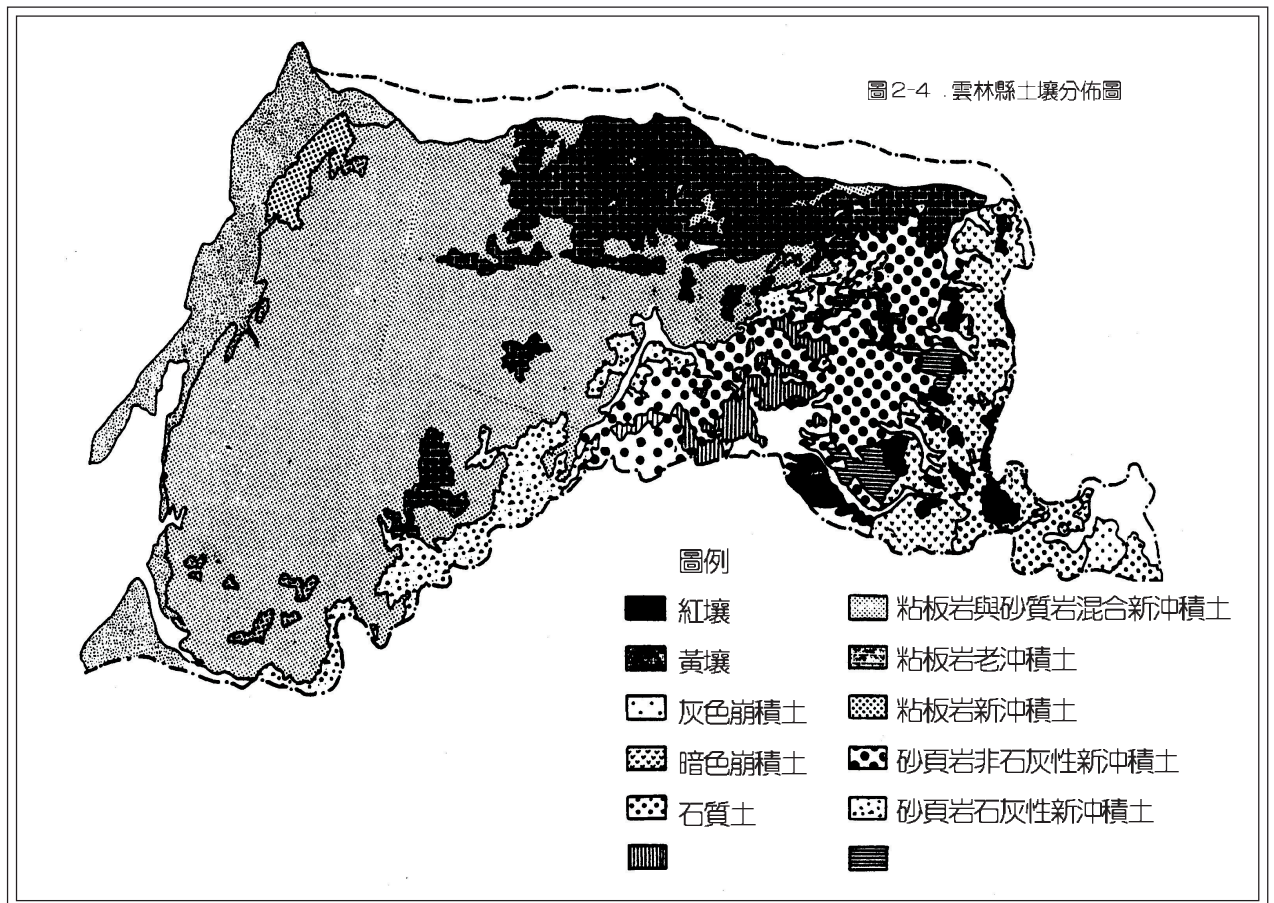 圖2-4 .雲林縣土壤分佈圖
圖例
紅壤
黃壤
灰色崩積土
暗色崩積土
石質土
粘板岩與砂質岩混合新沖積土
粘板岩老沖積土
粘板岩新沖積土
砂頁岩非石灰性新沖積土
砂頁岩石灰性新沖積土